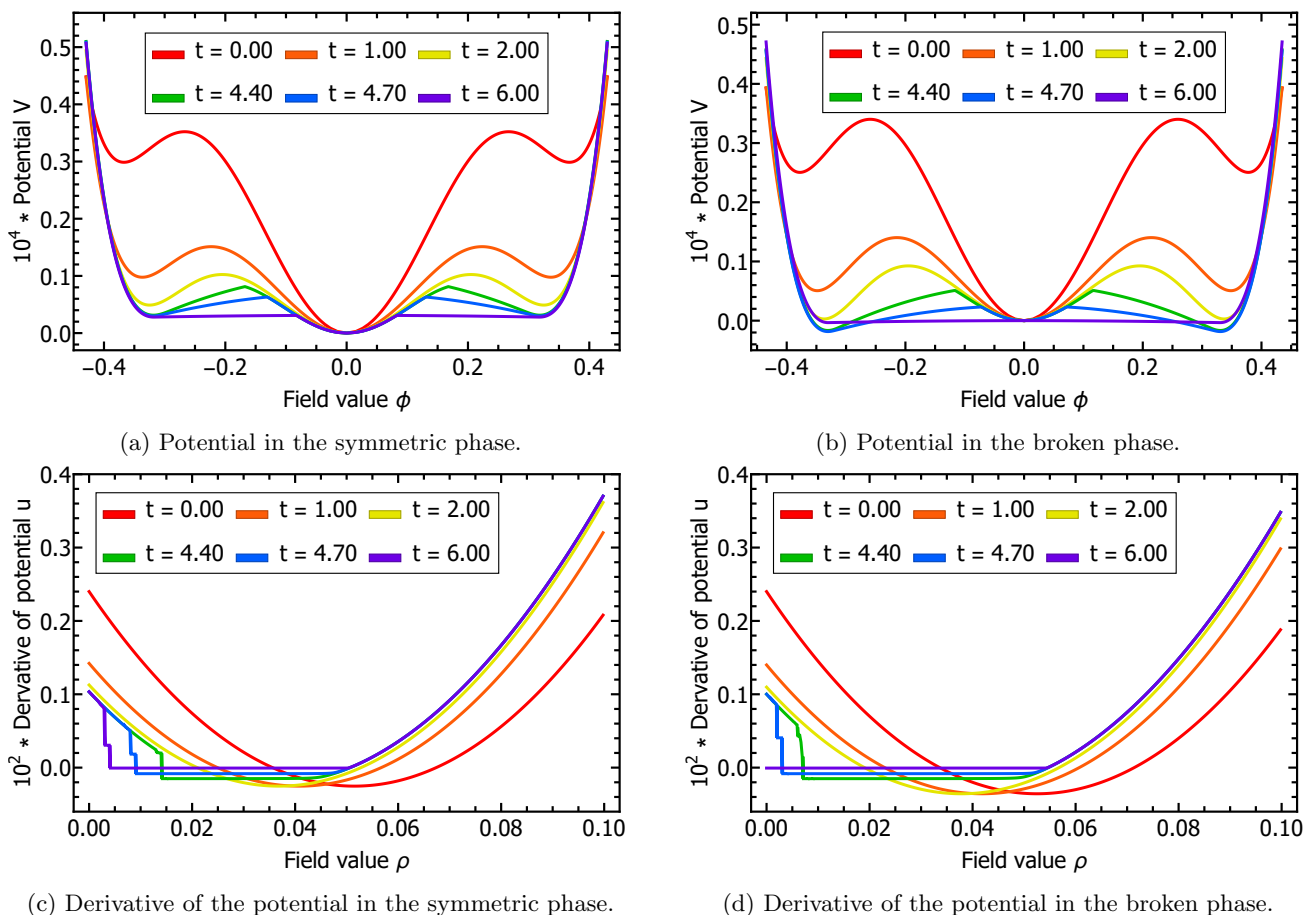 t = 0.00 t = 1.00 t = 2.00
t = 4.40 t = 4.70 t = 6.00
10⁴ * Potential V
0.5
0.4
0.3
0.2
0.1
0.0
−0.4 −0.2 0.0 0.2 0.4
Field value ϕ
(a) Potential in the symmetric phase.
t = 0.00 t = 1.00 t = 2.00
t = 4.40 t = 4.70 t = 6.00
10⁴ * Potential V
0.5
0.4
0.3
0.2
0.1
0.0
−0.4 −0.2 0.0 0.2 0.4
Field value ϕ
(b) Potential in the broken phase.
t = 0.00 t = 1.00 t = 2.00
t = 4.40 t = 4.70 t = 6.00
10² * Dervative of potential u
0.4
0.3
0.2
0.1
0.0
0.00 0.02 0.04 0.06 0.08 0.10
Field value ρ
(c) Derivative of the potential in the symmetric phase.
t = 0.00 t = 1.00 t = 2.00
t = 4.40 t = 4.70 t = 6.00
10² * Dervative of potential u
0.4
0.3
0.2
0.1
0.0
0.00 0.02 0.04 0.06 0.08 0.10
Field value ρ
(d) Derivative of the potential in the broken phase.